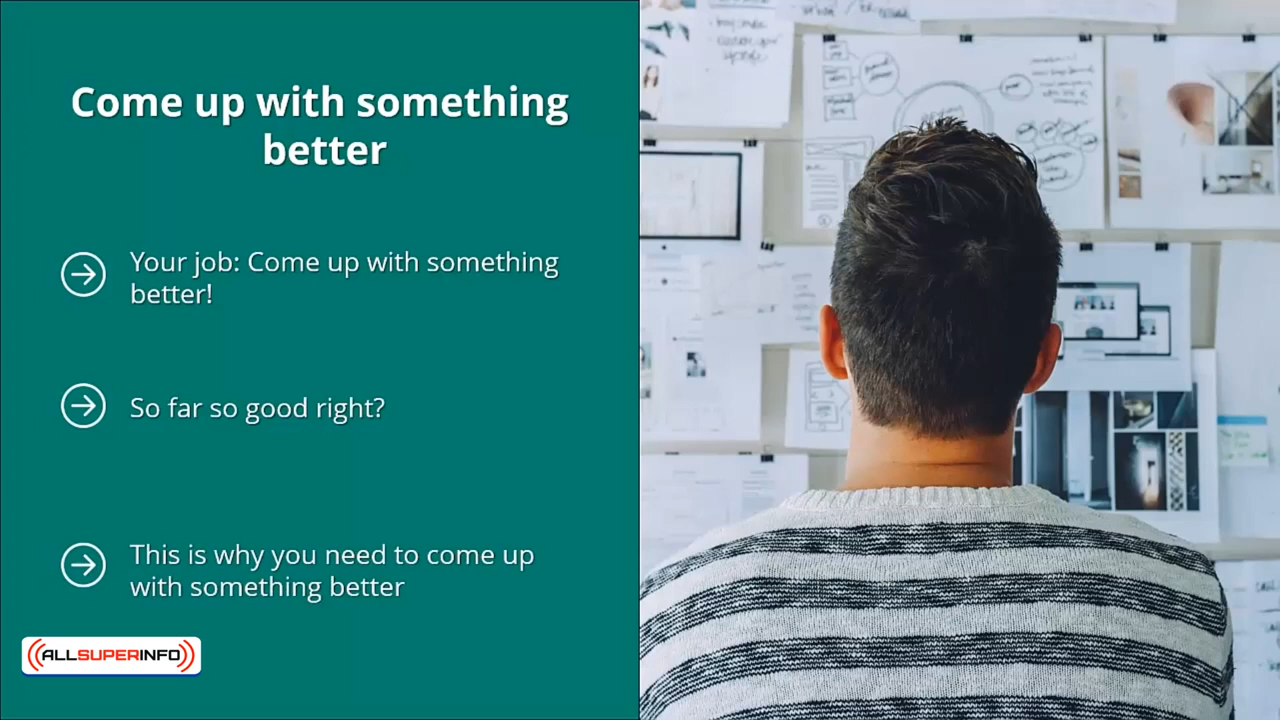 Come up with something
better
Your job: Come up with something
better!
So far so good right?
This is why you need to come up
with something better
ALLSUPERINFO